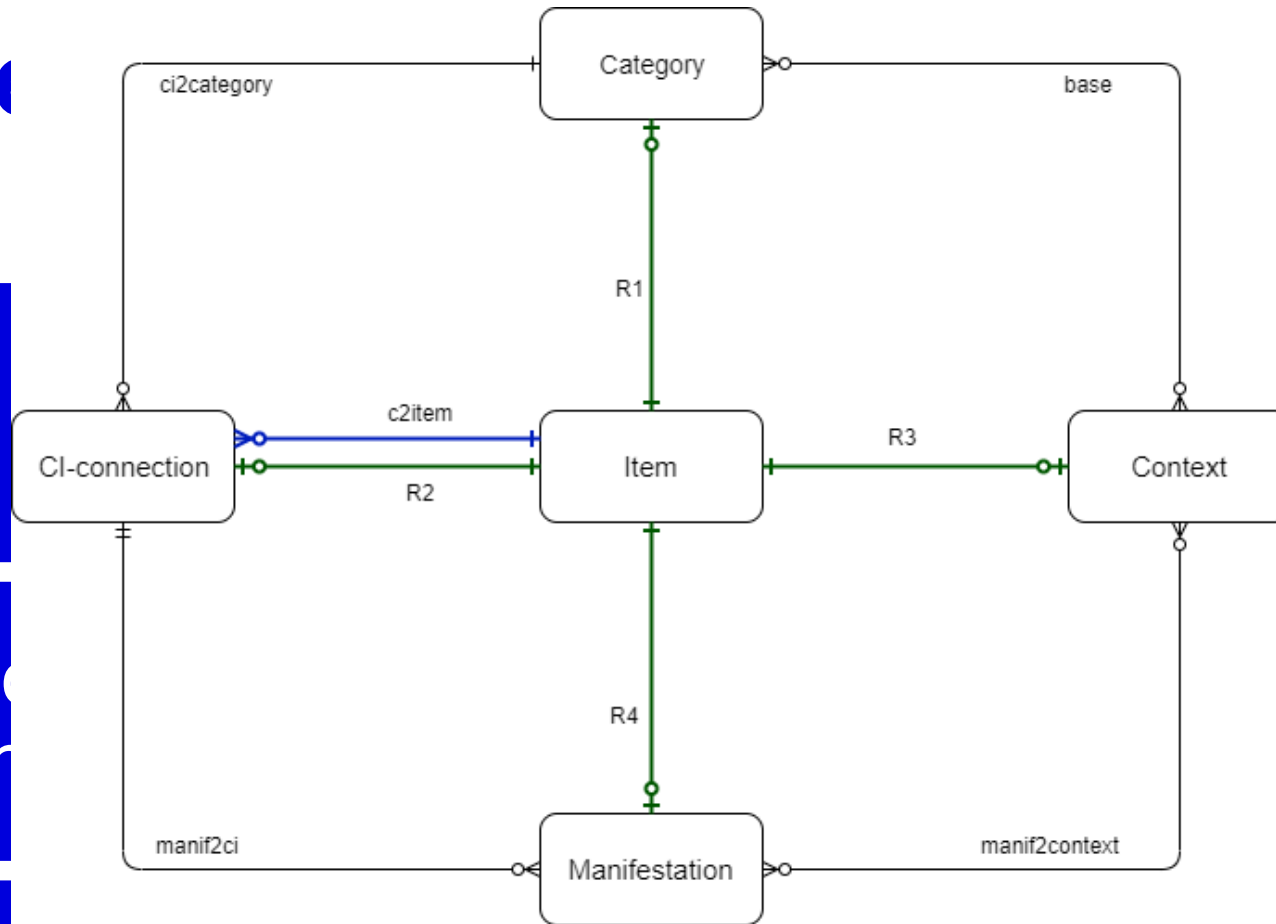 Category
ci2category
base
R1
c2item
R3
CI-connection
Item
Context
R2
R4
manif2ci
manif2context
Manifestation